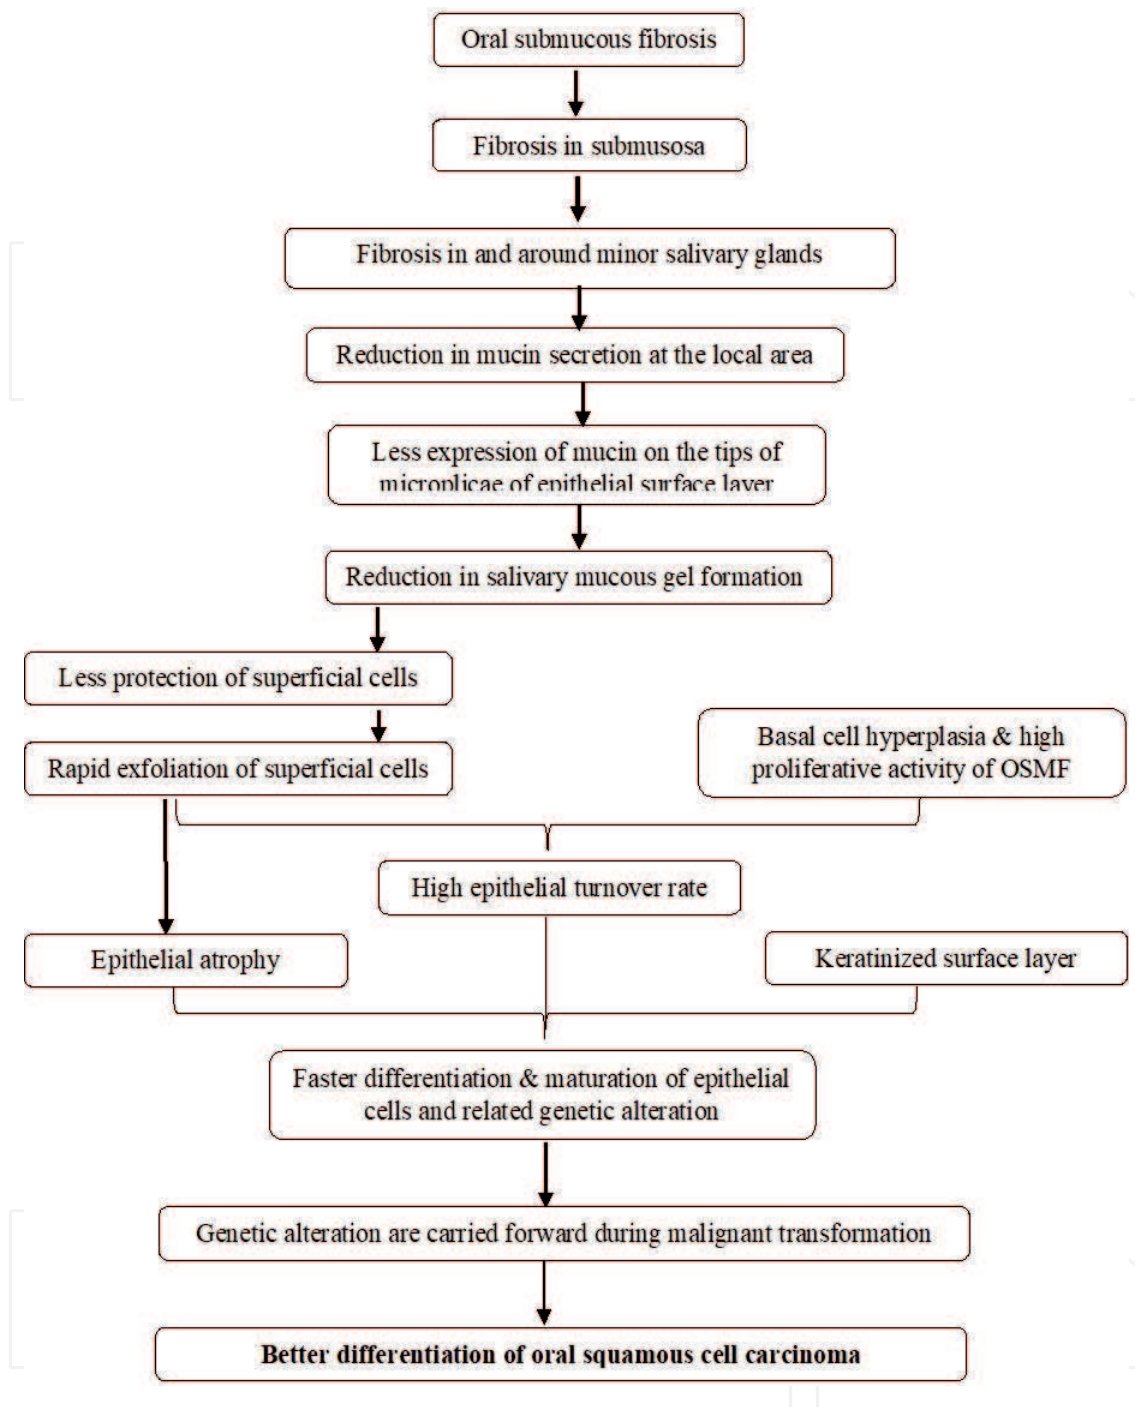 Oral submucous fibrosis
Fibrosis in submusosa
Fibrosis in and around minor salivary glands
Reduction in mucin secretion at the local area
Less expression of mucin on the tips of
microplicae of epithelial surface layer
Reduction in salivary mucous gel formation
Less protection of superficial cells
Rapid exfoliation of superficial cells
Basal cell hyperplasia & high
proliferative activity of OSMF
High epithelial turnover rate
Epithelial atrophy
Keratinized surface layer
Faster differentiation & maturation of epithelial
cells and related genetic alteration
Genetic alteration are carried forward during malignant transformation
Better differentiation of oral squamous cell carcinoma